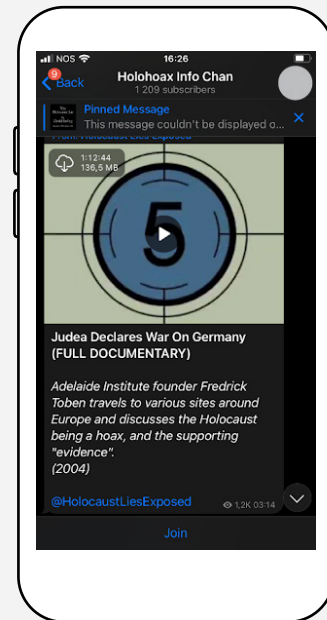 NOS
16:26
9
Back
Holohoax Info Chan
1 209 subscribers
Pinned Message
This message couldn't be displayed o...
1:12:44
136,5 MB
5
Judea Declares War On Germany
(FULL DOCUMENTARY)
Adelaide Institute founder Fredrick
Toben travels to various sites around
Europe and discusses the Holocaust
being a hoax, and the supporting
"evidence".
(2004)
@HolocaustLiesExposed
1,2K 03:14
Join